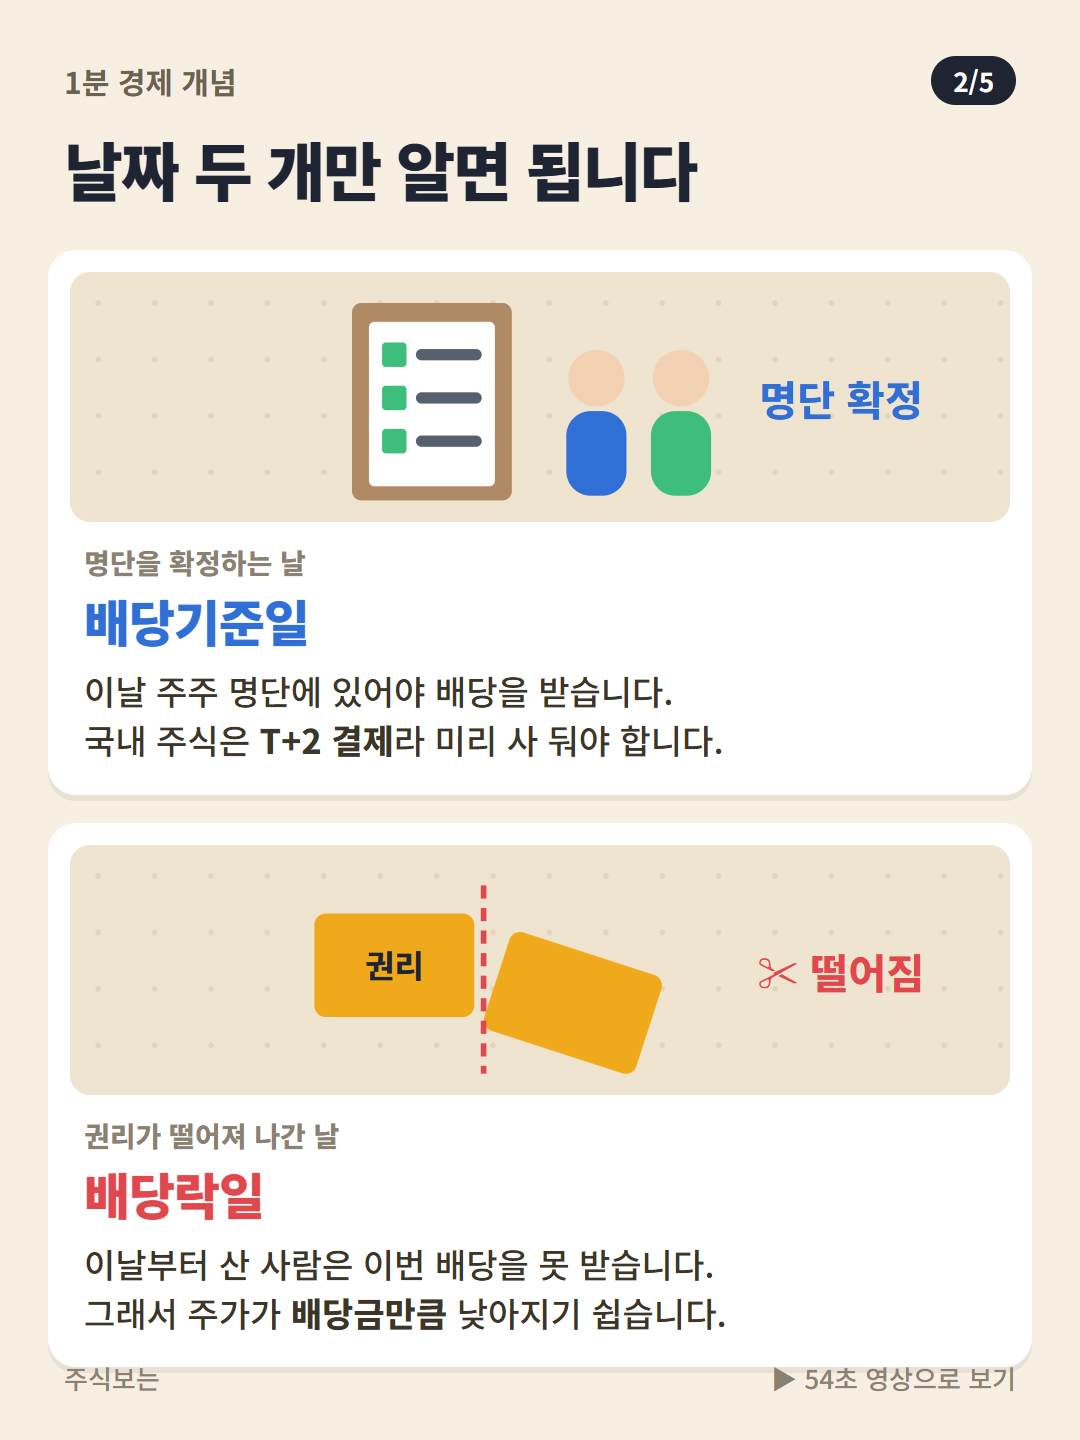 1분 경제 개념
2/5
날짜 두 개만 알면 됩니다
명단 확정
명단을 확정하는 날
배당기준일
이날 주주 명단에 있어야 배당을 받습니다.
국내 주식은 T+2 결제라 미리 사 둬야 합니다.
권리
✂ 떨어짐
권리가 떨어져 나간 날
배당락일
이날부터 산 사람은 이번 배당을 못 받습니다.
그래서 주가가 배당금만큼 낮아지기 쉽습니다.
주식보는
▶ 54초 영상으로 보기